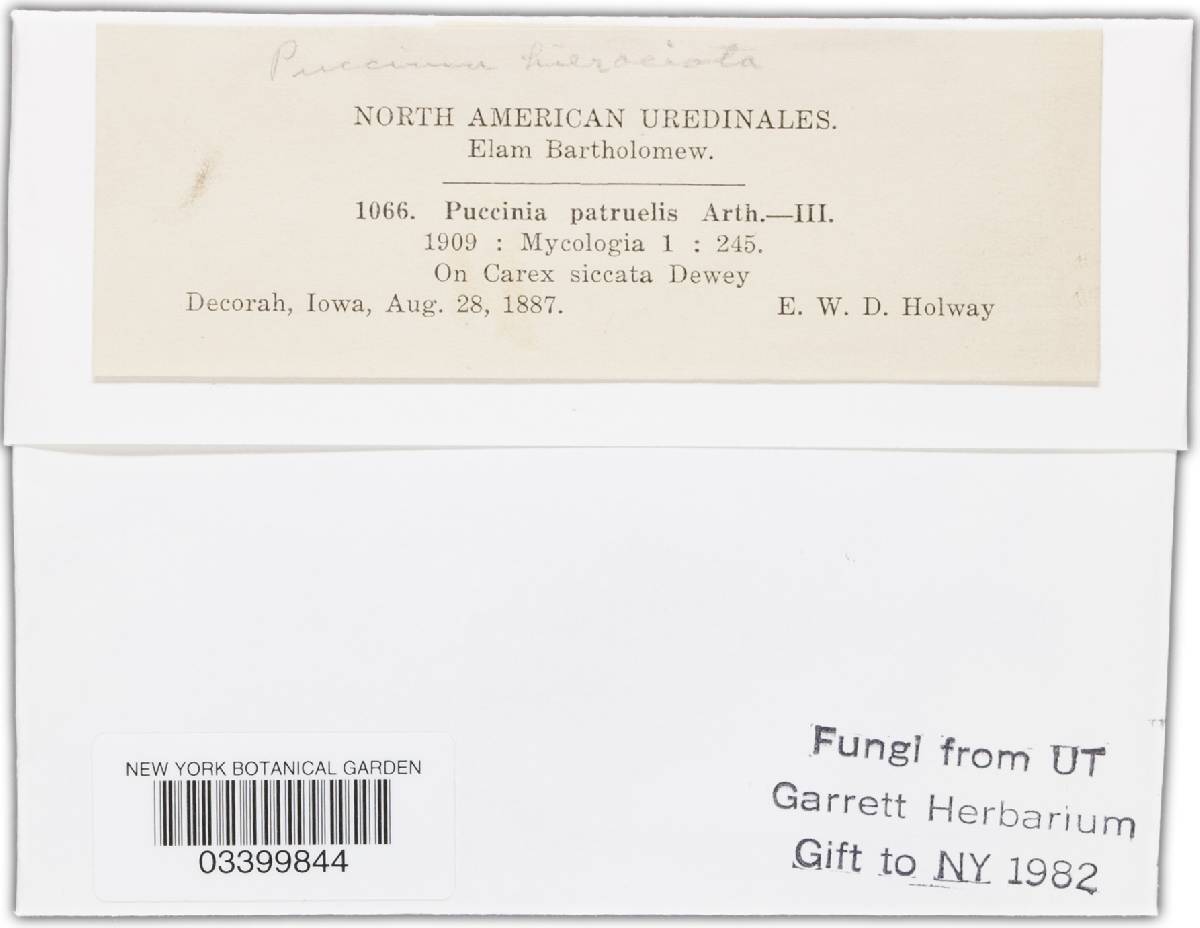 Puccinia hieraciata
NORTH AMERICAN UREDINALES.
Elam Bartholomew.
1066. Puccinia patruelis Arth.—III.
1909 : Mycologia 1 : 245.
On Carex siccata Dewey
Decorah, Iowa, Aug. 28, 1887. E. W. D. Holway
Fungi from UT
Garrett Herbarium
Gift to NY 1982
NEW YORK BOTANICAL GARDEN
03399844